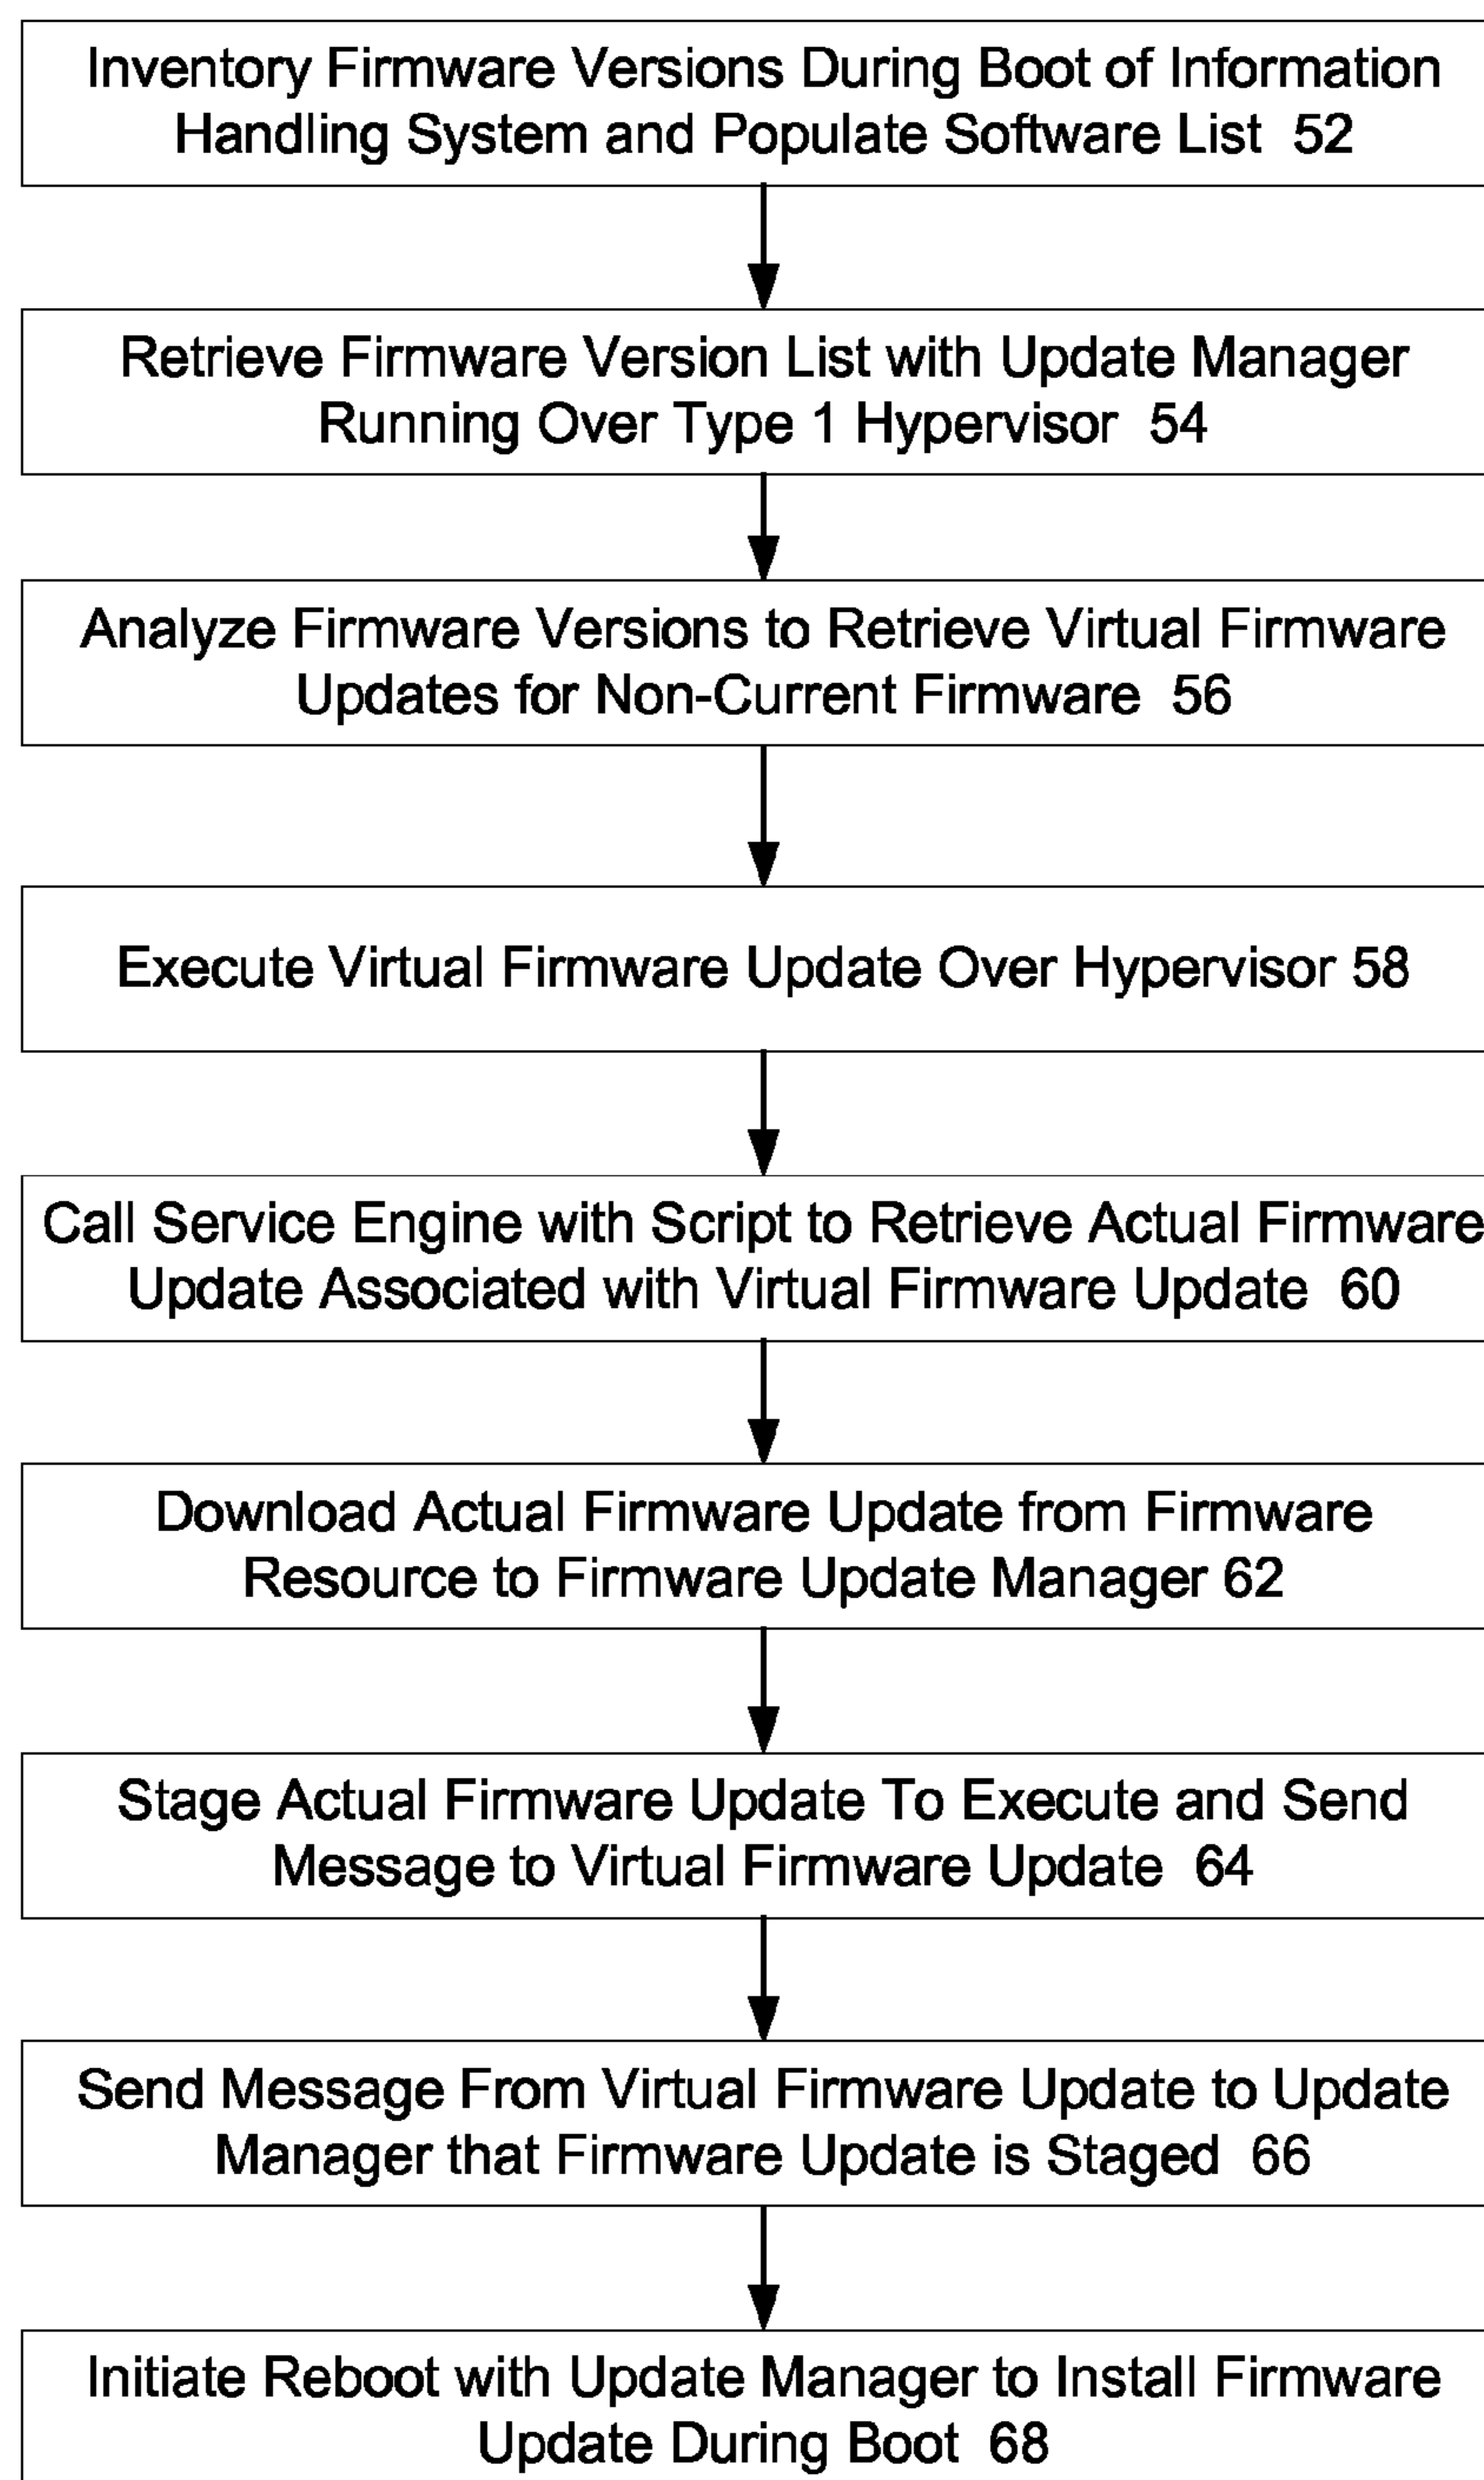 Inventory Firmware Versions During Boot of Information
Handling System and Populate Software List 52
Retrieve Firmware Version List with Update Manager
Running Over Type 1 Hypervisor 54
Analyze Firmware Versions to Retrieve Virtual Firmware
Updates for Non-Current Firmware 56
Execute Virtual Firmware Update Over Hypervisor 58
Call Service Engine with Script to Retrieve Actual Firmware
Update Associated with Virtual Firmware Update 60
Download Actual Firmware Update from Firmware
Resource to Firmware Update Manager 62
Stage Actual Firmware Update To Execute and Send
Message to Virtual Firmware Update 64
Send Message From Virtual Firmware Update to Update
Manager that Firmware Update is Staged 66
Initiate Reboot with Update Manager to Install Firmware
Update During Boot 68